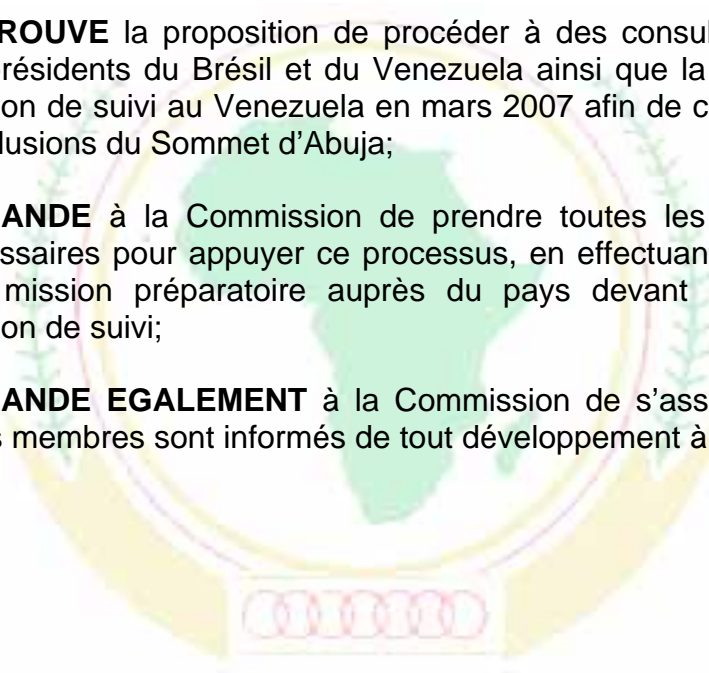 ROUVE la proposition de procéder à des consul
résidents du Brésil et du Venezuela ainsi que la
on de suivi au Venezuela en mars 2007 afin de c
lusions du Sommet d’Abuja;
ANDE à la Commission de prendre toutes les
ssaires pour appuyer ce processus, en effectuan
mission préparatoire auprès du pays devant
on de suivi;
ANDE EGALEMENT à la Commission de s’ass
s membres sont informés de tout développement à